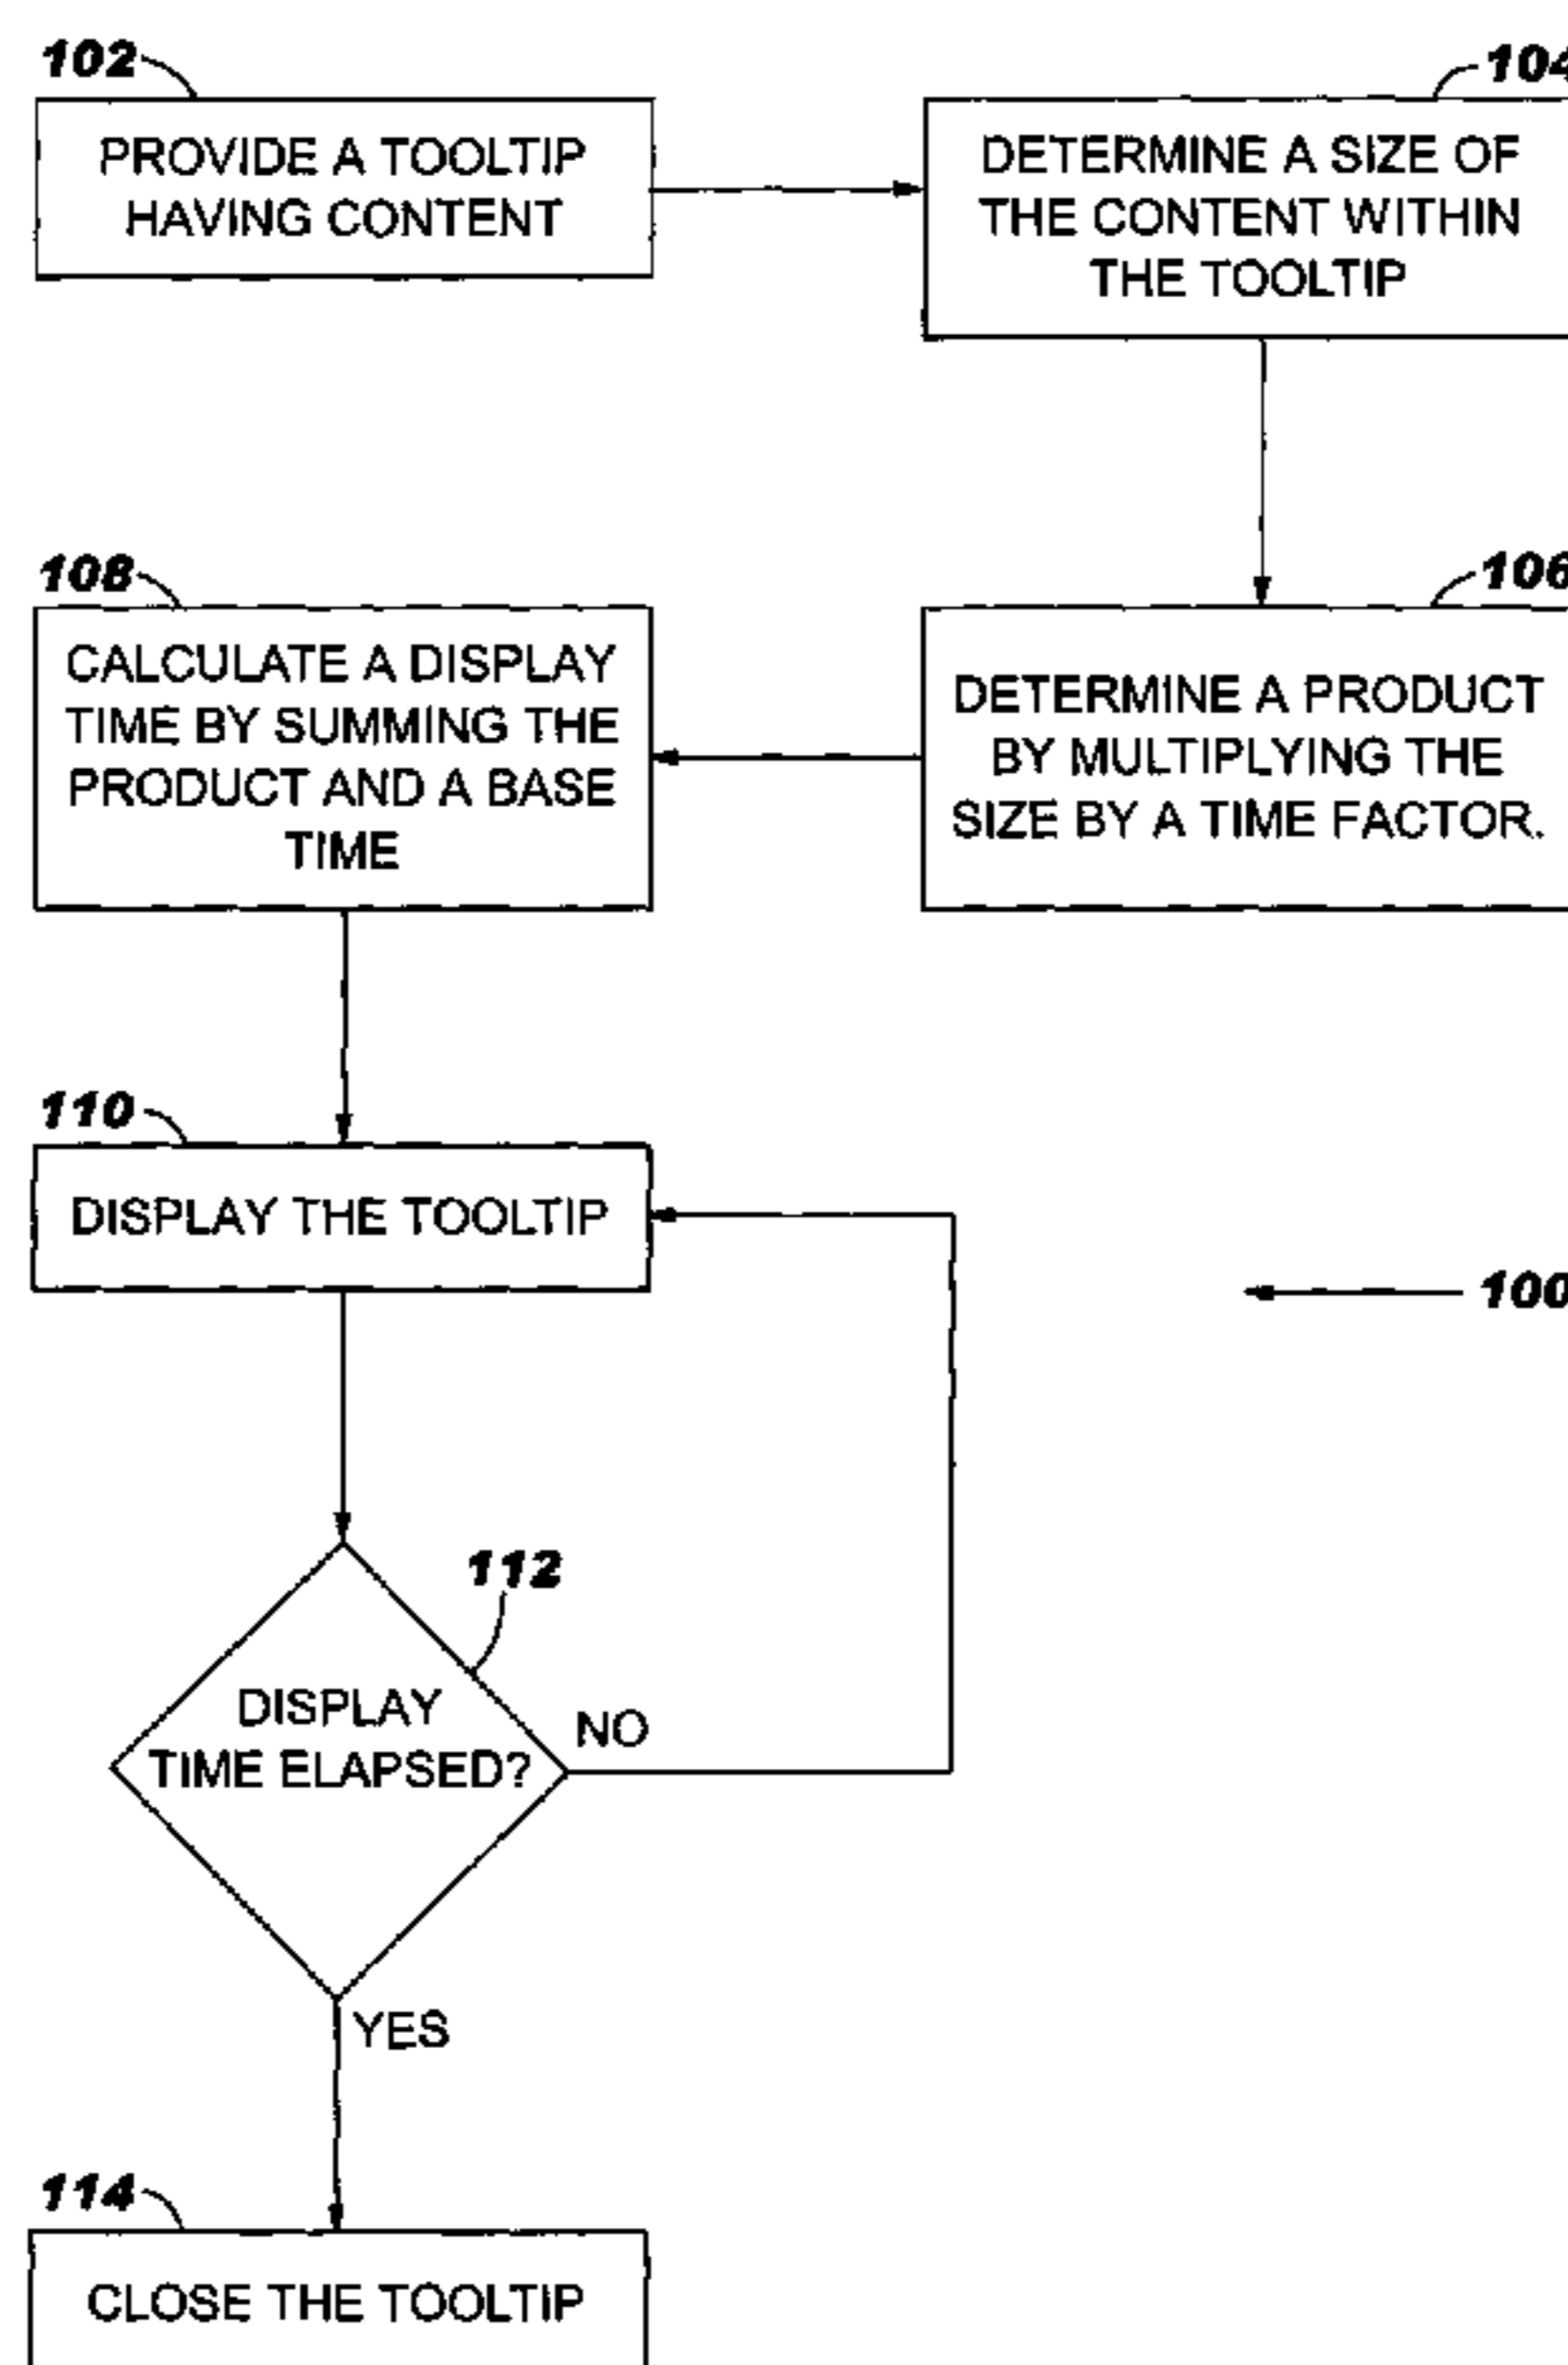 102
PROVIDE A TOOLTIP
HAVING CONTENT
104
DETERMINE A SIZE OF
THE CONTENT WITHIN
THE TOOLTIP
108
CALCULATE A DISPLAY
TIME BY SUMMING THE
PRODUCT AND A BASE
TIME
106
DETERMINE A PRODUCT
BY MULTIPLYING THE
SIZE BY A TIME FACTOR.
110
DISPLAY THE TOOLTIP
100
112
DISPLAY
TIME ELAPSED?
NO
YES
114
CLOSE THE TOOLTIP